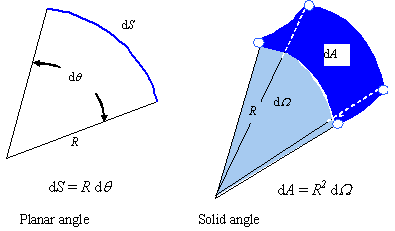 dS
dθ
R
dS = R dθ
Planar angle
dA
dΩ
R
dA = R² dΩ
Solid angle